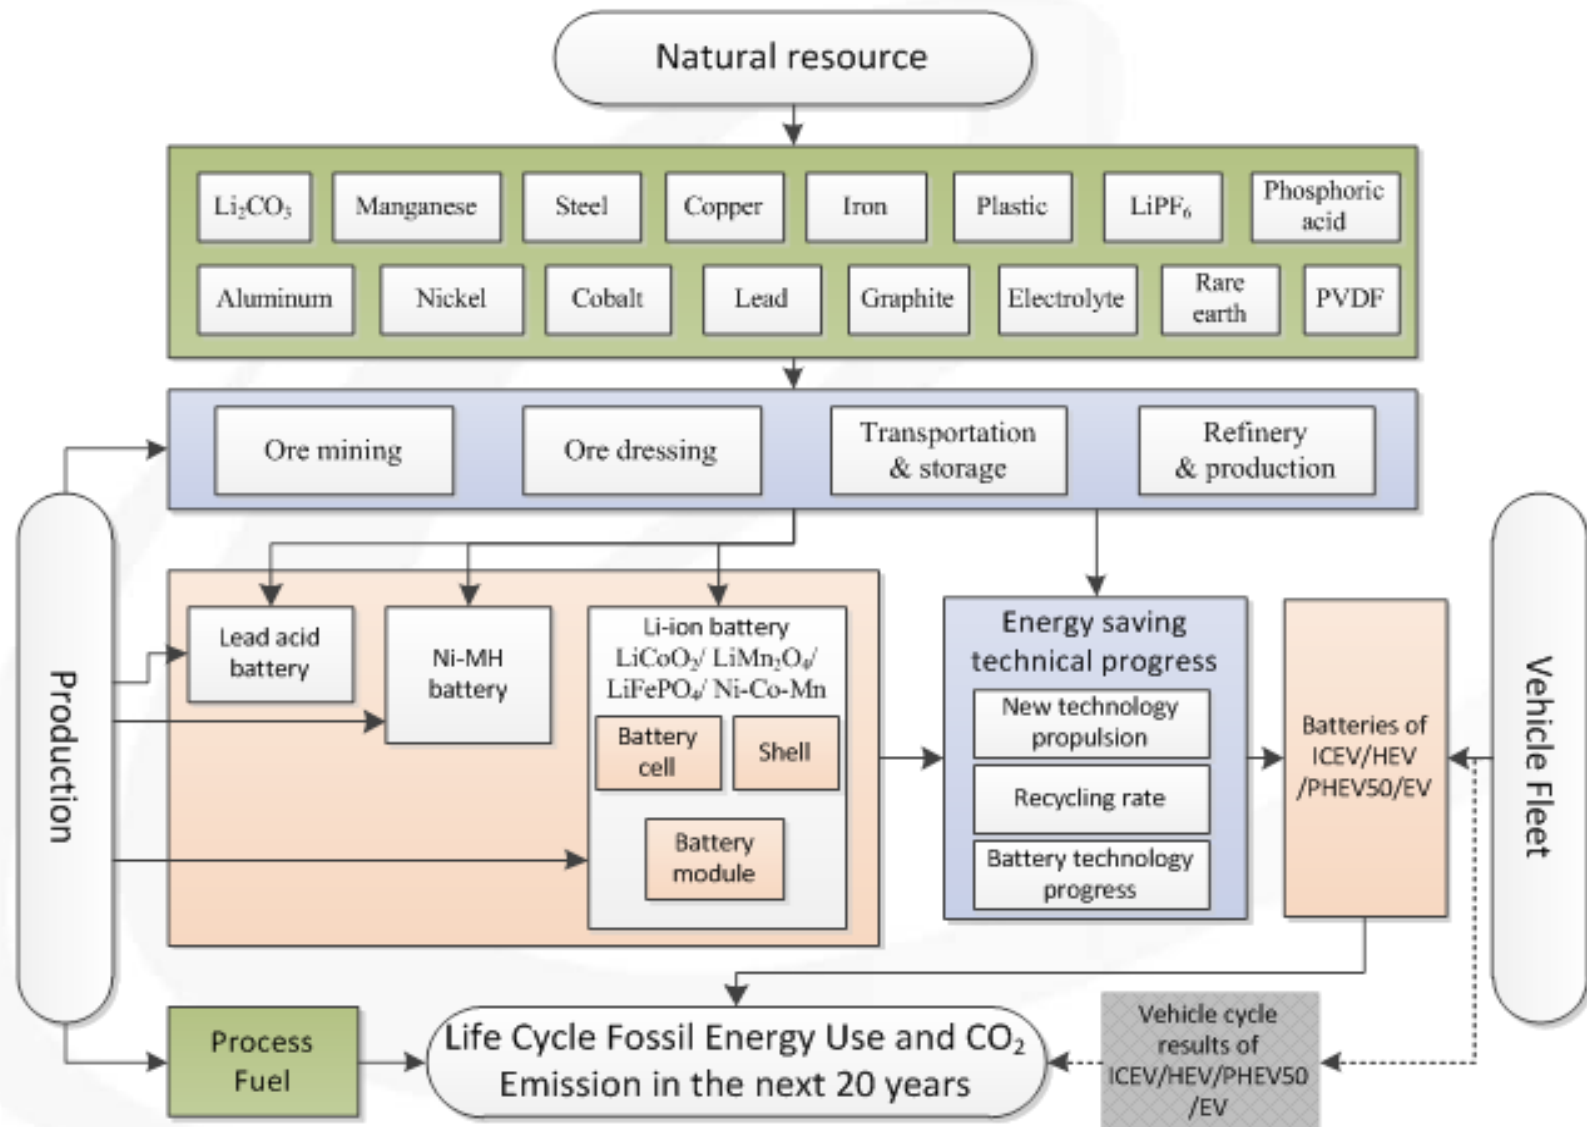 Natural resource
Li₂CO₃
Manganese
Steel
Copper
Iron
Plastic
LiPF₆
Phosphoric
acid
Aluminum
Nickel
Cobalt
Lead
Graphite
Electrolyte
Rare
earth
PVDF
Ore mining
Ore dressing
Transportation
& storage
Refinery
& production
Production
Lead acid
battery
Ni-MH
battery
Li-ion battery
LiCoO₂/ LiMn₂O₄/
LiFePO₄/ Ni-Co-Mn
Battery
cell
Shell
Battery
module
Energy saving
technical progress
New technology
propulsion
Recycling rate
Battery technology
progress
Batteries of
ICEV/HEV
/PHEV50/EV
Vehicle Fleet
Process
Fuel
Life Cycle Fossil Energy Use and CO₂
Emission in the next 20 years
Vehicle cycle
results of
ICEV/HEV/PHEV50
/EV